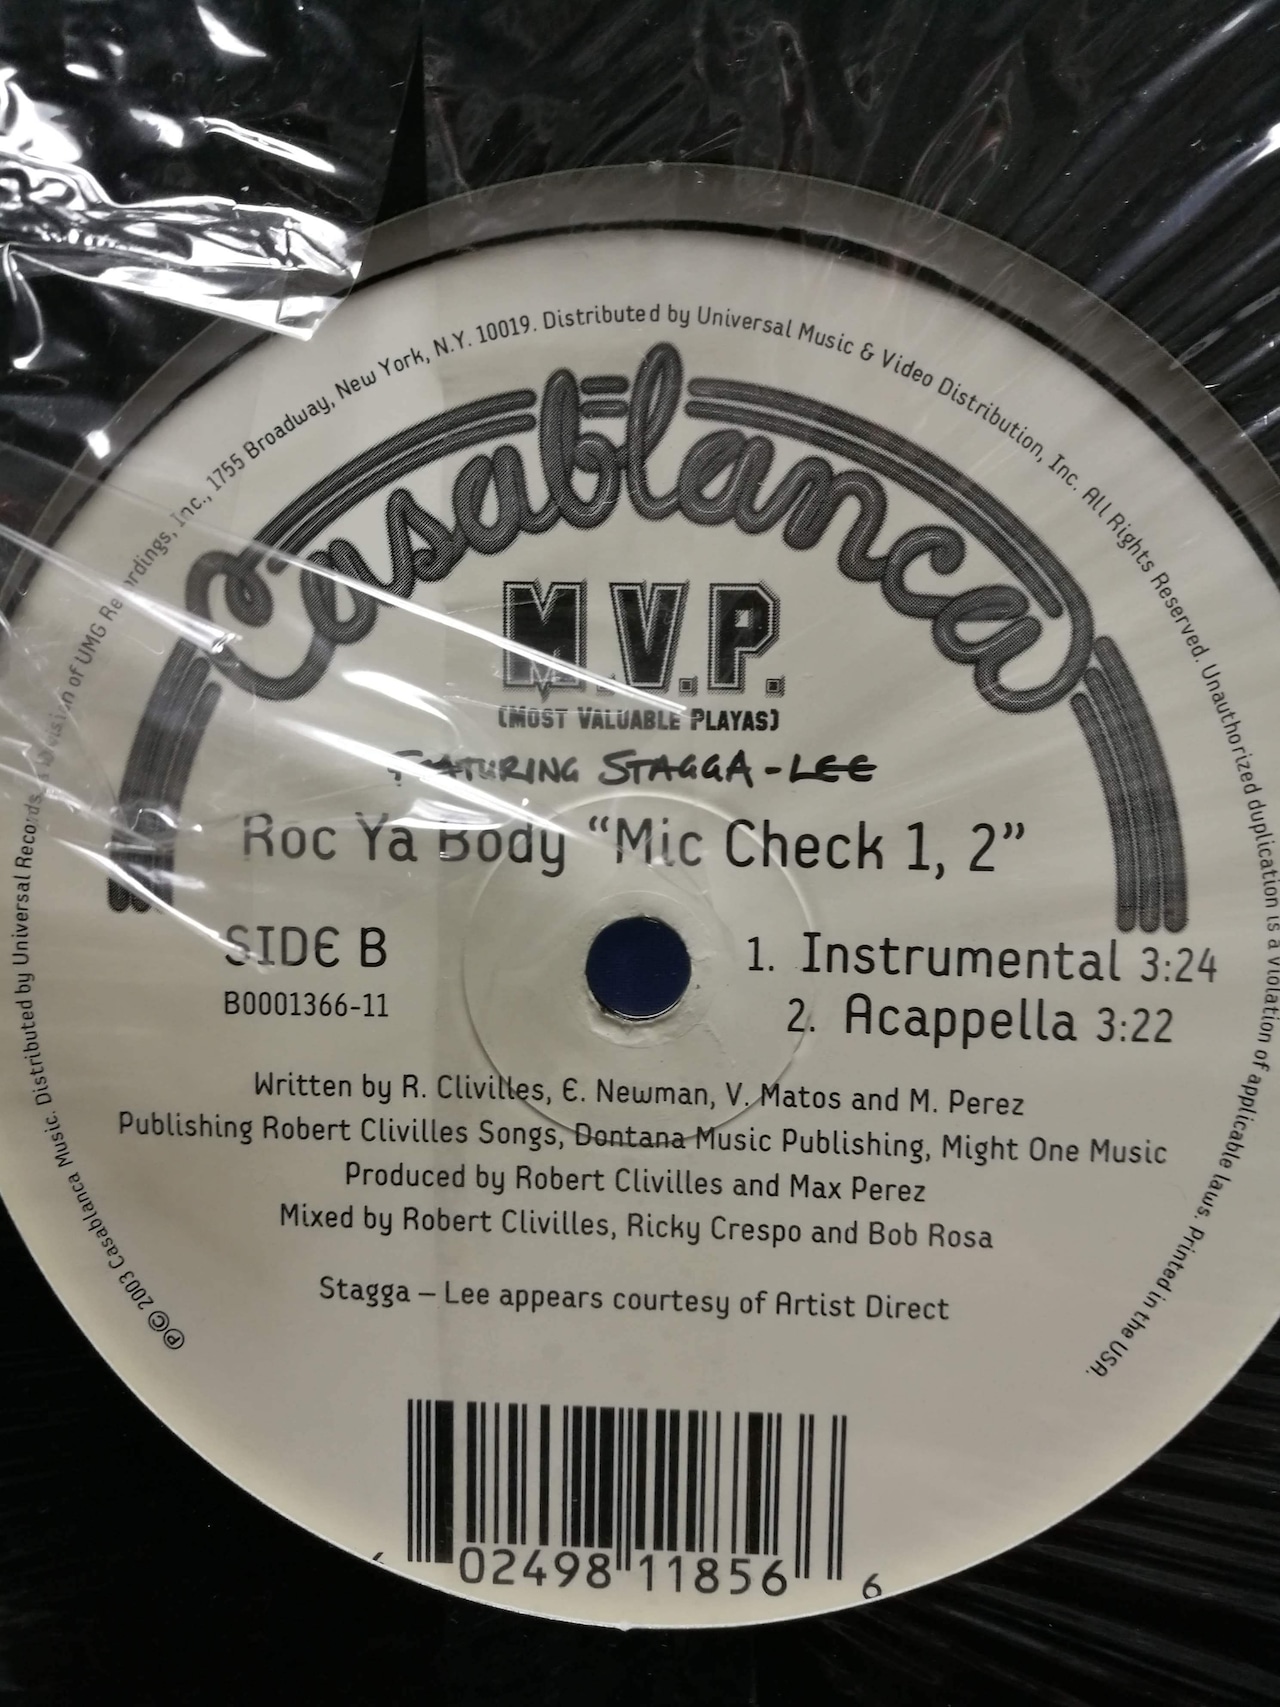 ℗© 2003 Casablanca Music. Distributed by Universal Records, a Division of UMG Recordings, Inc., 1755 Broadway, New York, N.Y. 10019. Distributed by Universal Music & Video Distribution, Inc. All Rights Reserved. Unauthorized duplication is a violation of applicable laws. Printed in the USA.
Casablanca
M.V.P.
(MOST VALUABLE PLAYAS)
FEATURING STAGGA-LEE
Roc Ya Body “Mic Check 1, 2”
SIDE B
B0001366-11
1. Instrumental 3:24
2. Acappella 3:22
Written by R. Clivilles, E. Newman, V. Matos and M. Perez
Publishing Robert Clivilles Songs, Dontana Music Publishing, Might One Music
Produced by Robert Clivilles and Max Perez
Mixed by Robert Clivilles, Ricky Crespo and Bob Rosa
Stagga – Lee appears courtesy of Artist Direct
02498 11856 6